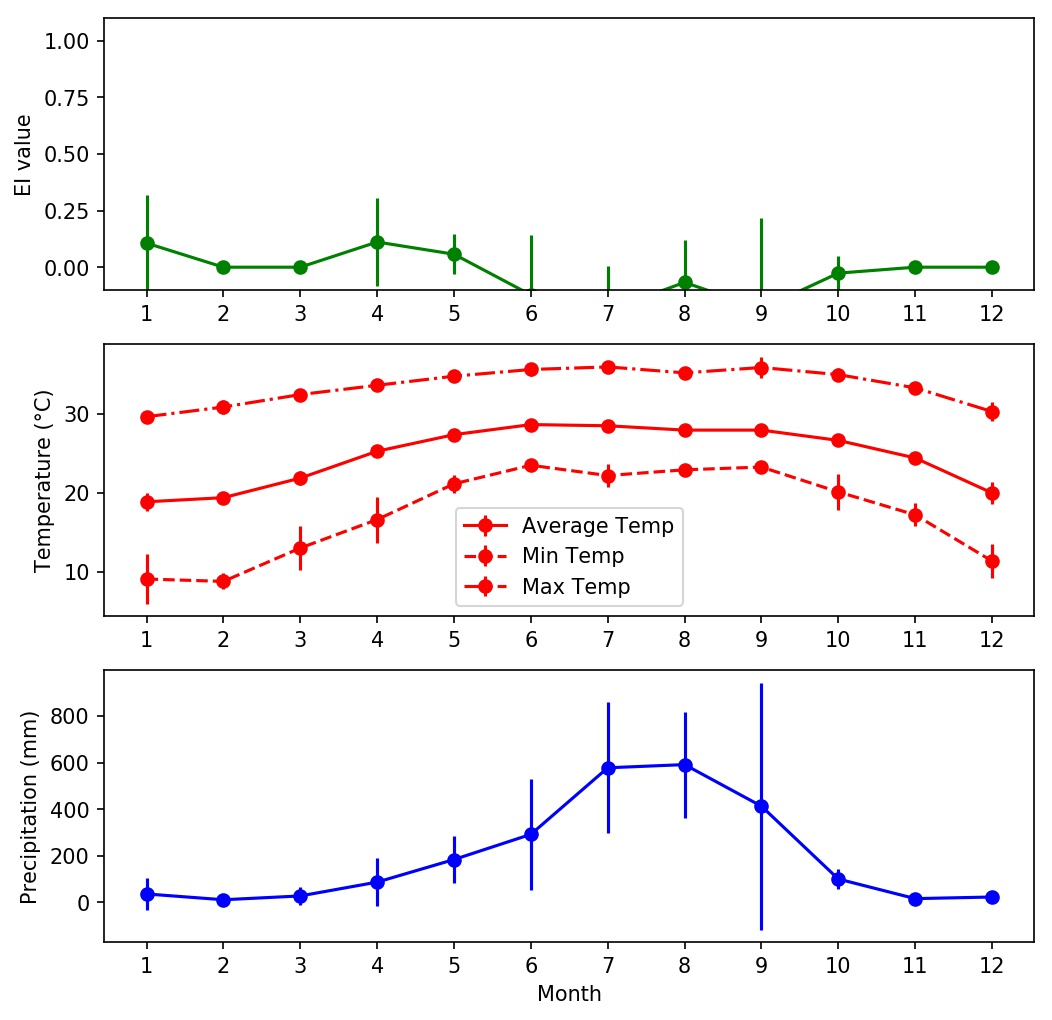 EI value
1.00
0.75
0.50
0.25
0.00
1 2 3 4 5 6 7 8 9 10 11 12
Temperature (°C)
30
20
10
Average Temp
Min Temp
Max Temp
1 2 3 4 5 6 7 8 9 10 11 12
Precipitation (mm)
800
600
400
200
0
1 2 3 4 5 6 7 8 9 10 11 12
Month